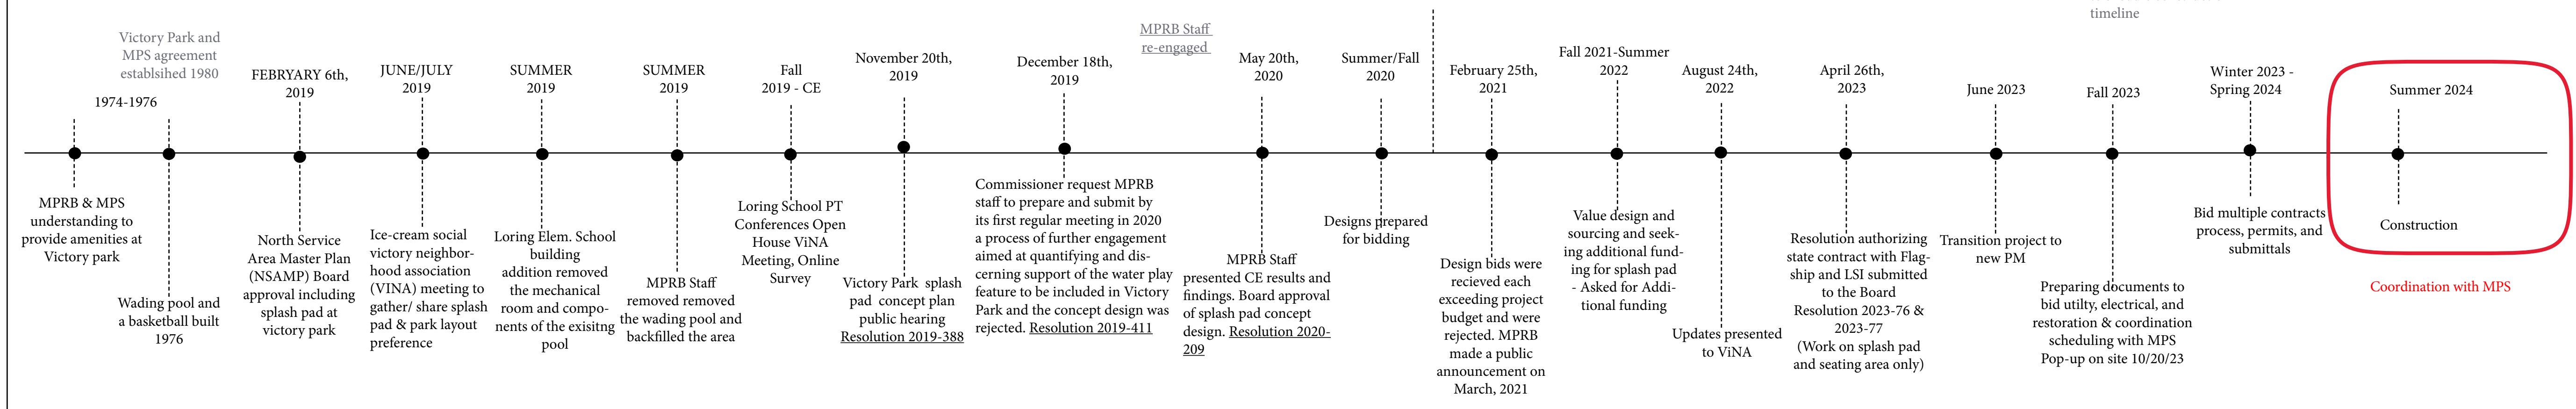 timeline
Victory Park and
MPS agreement
establsihed 1980
1974-1976
MPRB & MPS
understanding to
provide amenities at
Victory park
Wading pool and
a basketball built
1976
FEBRYARY 6th,
2019
North Service
Area Master Plan
(NSAMP) Board
approval including
splash pad at
victory park
JUNE/JULY
2019
Ice-cream social
victory neighbor-
hood association
(VINA) meeting to
gather/ share splash
pad & park layout
preference
SUMMER
2019
Loring Elem. School
building
addition removed
the mechanical
room and compo-
nents of the exisitng
pool
SUMMER
2019
MPRB Staff
removed removed
the wading pool and
backfilled the area
Fall
2019 - CE
Loring School PT
Conferences Open
House ViNA
Meeting, Online
Survey
November 20th,
2019
Victory Park splash
pad concept plan
public hearing
Resolution 2019-388
December 18th,
2019
Commissioner request MPRB
staff to prepare and submit by
its first regular meeting in 2020
a process of further engagement
aimed at quantifying and dis-
cerning support of the water play
feature to be included in Victory
Park and the concept design was
rejected. Resolution 2019-411
MPRB Staff
re-engaged
May 20th,
2020
MPRB Staff
presented CE results and
findings. Board approval
of splash pad concept
design. Resolution 2020-
209
Summer/Fall
2020
Designs prepared
for bidding
February 25th,
2021
Design bids were
recieved each
exceeding project
budget and were
rejected. MPRB
made a public
announcement on
March, 2021
Fall 2021-Summer
2022
Value design and
sourcing and seek-
ing additional fund-
ing for splash pad
- Asked for Addi-
tional funding
August 24th,
2022
Updates presented
to ViNA
April 26th,
2023
Resolution authorizing
state contract with Flag-
ship and LSI submitted
to the Board
Resolution 2023-76 &
2023-77
(Work on splash pad
and seating area only)
June 2023
Transition project to
new PM
Fall 2023
Preparing documents to
bid utilty, electrical, and
restoration & coordination
scheduling with MPS
Pop-up on site 10/20/23
Winter 2023 -
Spring 2024
Bid multiple contracts
process, permits, and
submittals
Summer 2024
Construction
Coordination with MPS